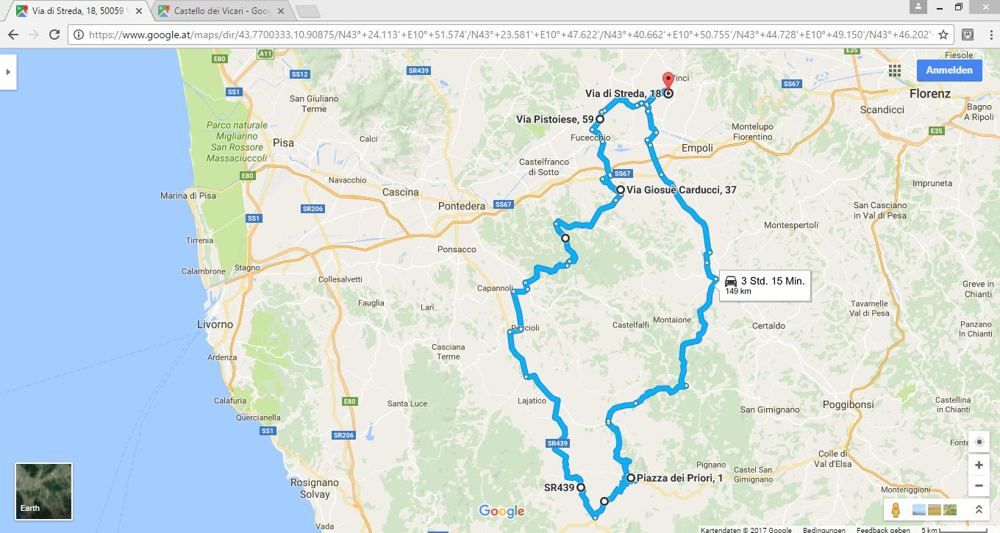 Via di Streda, 18, 50059
Castello dei Vicari - Goog
https://www.google.at/maps/dir/43.7700333,10.90875/N43°+24.113'+E10°+51.574'/N43°+23.581'+E10°+47.622'/N43°+40.662'+E10°+50.755'/N43°+44.728'+E10°+49.150'/N43°+46.202'
E80
A11
E35
Fiesole
SR439
SS12
Anmelden
Vinci
SS67
SS1
Via di Streda, 18
Florenz
San Giuliano
Terme
Scandicci
Bagno
A Ripoli
Via Pistoiese, 59
Parco naturale
Migliarino
San Rossore
Massaciuccoli
Pisa
Calci
Fucecchio
Montelupo
Fiorentino
E35
Empoli
Castelfranco
di Sotto
E80
Navacchio
SS67
Impruneta
Marina di Pisa
Cascina
Via Giosuè Carducci, 37
Pontedera
SS67
SR206
SS1
San Casciano
in Val di Pesa
Montespertoli
Tirrenia
Ponsacco
Calambrone
Stagno
Collesalvetti
3 Std. 15 Min.
149 km
Capannoli
Greve in
Chianti
Fauglia
Lari
Tavarnelle
Val di Pesa
Livorno
Peccioli
Castelfalfi
Montaione
Certaldo
Panzano
In Chianti
Casciana
Terme
Ardenza
Calafuria
E80
Santa Luce
Lajatico
San Gimignano
Poggibonsi
Castellina
in Chianti
Quercianella
SS1
SR206
SR439
Colle di
Val d'Elsa
Pignano
Castel San
Gimignano
Piazza dei Priori, 1
Rosignano
Solvay
SR439
Monteriggioni
Earth
Google
Vada
Kartendaten © 2017 Google
Bedingungen
Feedback geben
5 km